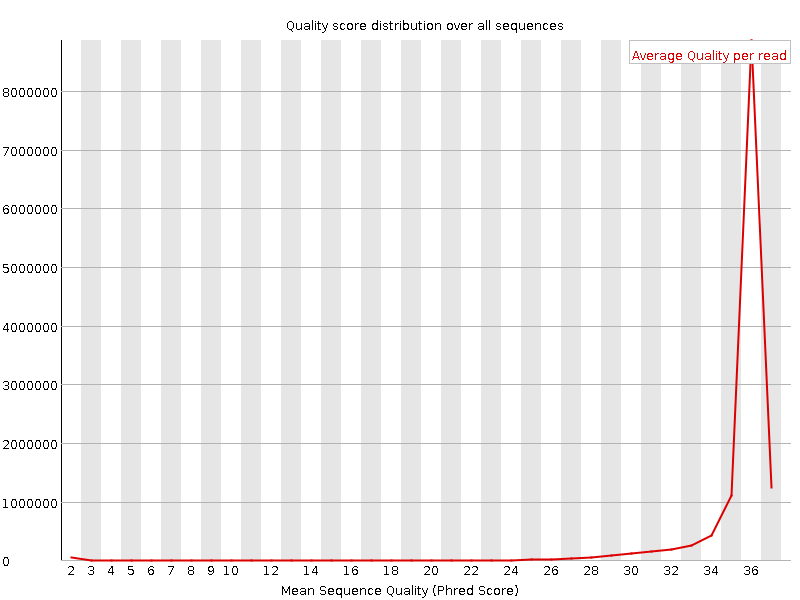 Quality score distribution over all sequences
Average Quality per read
8000000
7000000
6000000
5000000
4000000
3000000
2000000
1000000
0
2 3 4 5 6 7 8 9 10 12 14 16 18 20 22 24 26 28 30 32 34 36
Mean Sequence Quality (Phred Score)